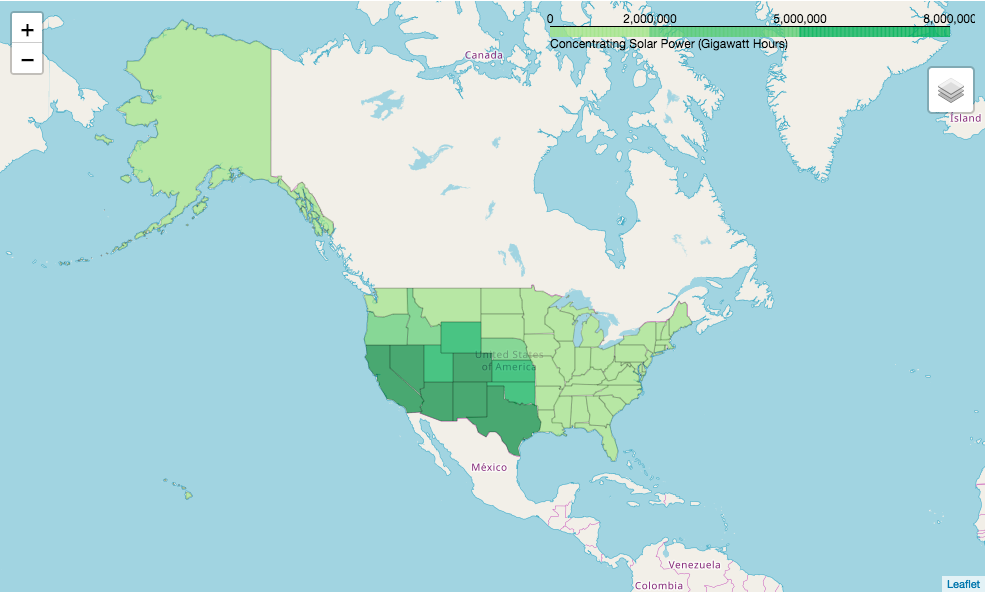 +
−
0 2,000,000 5,000,000 8,000,000
Concentrating Solar Power (Gigawatt Hours)
Canada
Ísland
United States
of America
México
Venezuela
Colombia
Leaflet